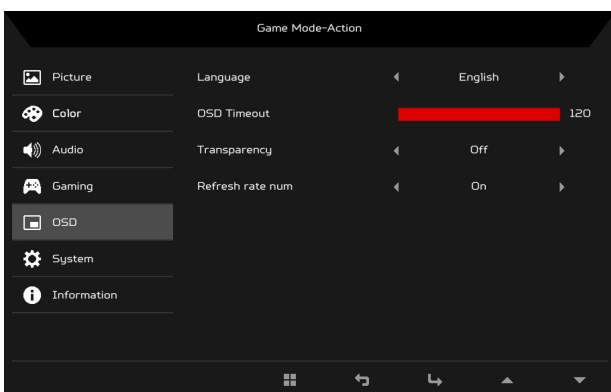 Game Mode-Action
Picture
Language English
Color
OSD Timeout 120
Audio
Transparency Off
Gaming
Refresh rate num On
OSD
System
Information